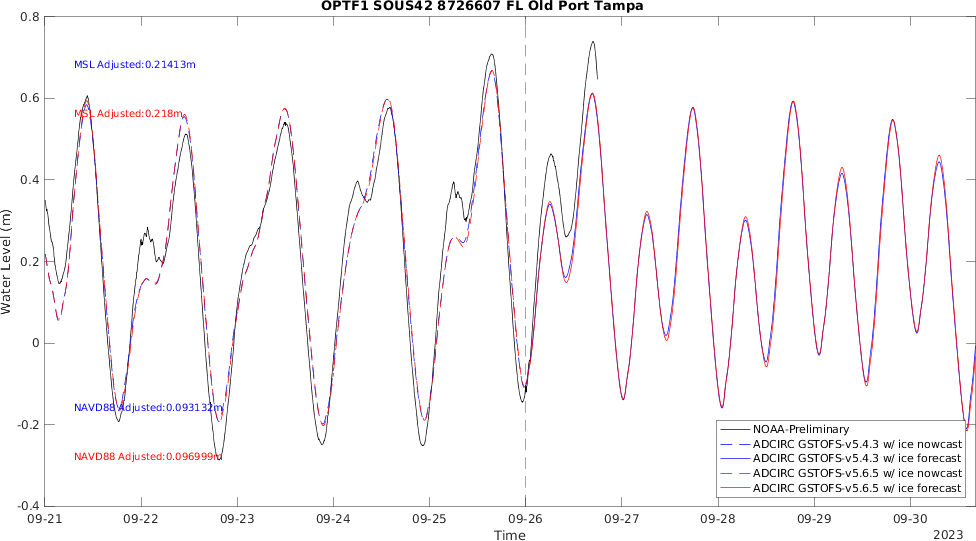 OPTF1 SOUS42 8726607 FL Old Port Tampa
0.8
0.6
0.4
0.2
0
-0.2
-0.4
Water Level (m)
MSL Adjusted:0.21413m
MSL Adjusted:0.218m
NAVD88 Adjusted:0.093132m
NAVD88 Adjusted:0.096999m
NOAA-Preliminary
ADCIRC GSTOFS-v5.4.3 w/ ice nowcast
ADCIRC GSTOFS-v5.4.3 w/ ice forecast
ADCIRC GSTOFS-v5.6.5 w/ ice nowcast
ADCIRC GSTOFS-v5.6.5 w/ ice forecast
09-21 09-22 09-23 09-24 09-25 09-26 09-27 09-28 09-29 09-30
Time
2023